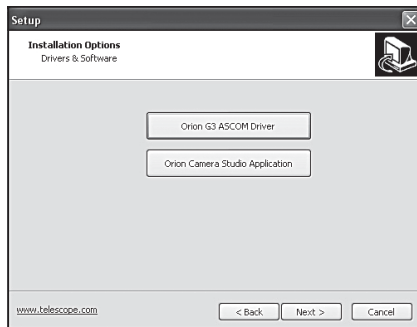 Setup
Installation Options
Drivers & Software
Orion G3 ASCOM Driver
Orion Camera Studio Application
www.telescope.com
< Back
Next >
Cancel